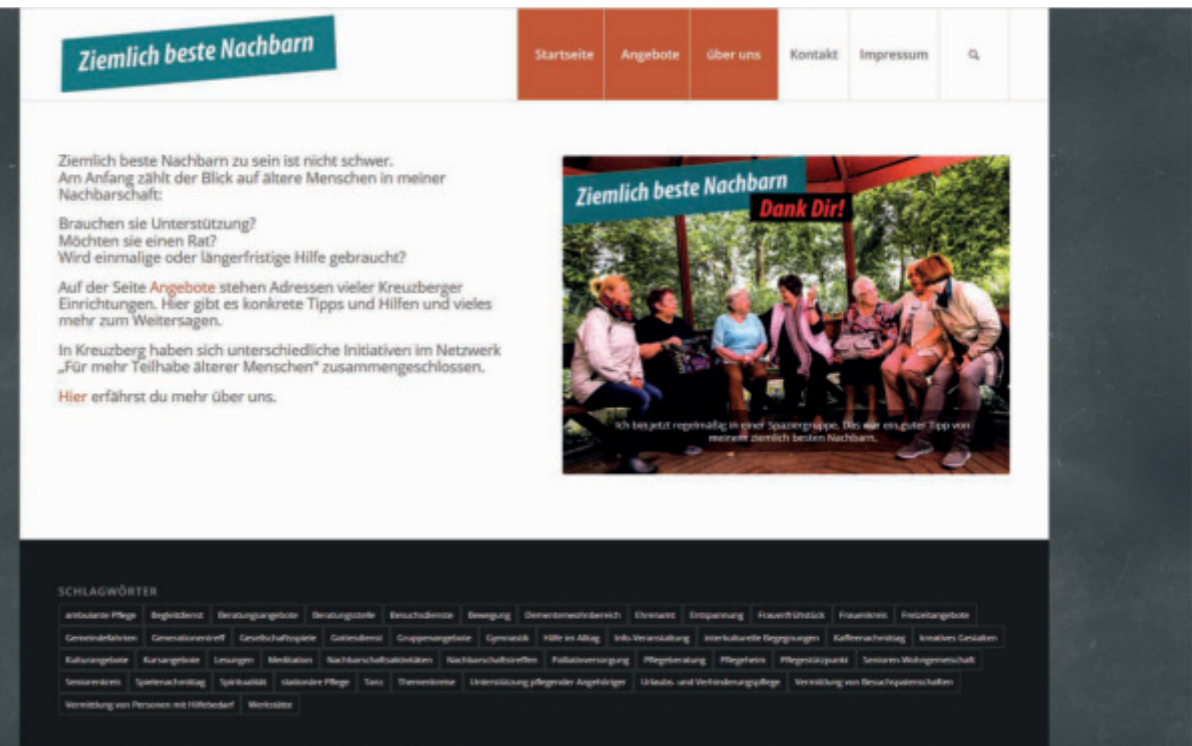 Ziemlich beste Nachbarn
Startseite Angebote über uns Kontakt Impressum
Ziemlich beste Nachbarn zu sein ist nicht schwer.
Am Anfang zählt der Blick auf ältere Menschen in meiner
Nachbarschaft:
Brauchen sie Unterstützung?
Möchten sie einen Rat?
Wird einmalige oder längerfristige Hilfe gebraucht?
Auf der Seite Angebote stehen Adressen vieler Kreuzberger
Einrichtungen. Hier gibt es konkrete Tipps und Hilfen und vieles
mehr zum Weitersagen.
In Kreuzberg haben sich unterschiedliche Initiativen im Netzwerk
„Für mehr Teilhabe älterer Menschen“ zusammengeschlossen.
Hier erfährst du mehr über uns.
Ziemlich beste Nachbarn
Dank Dir!
Ich bin jetzt regelmäßig in einer Spaziergruppe. Das war ein guter Tipp von
meinem ziemlich besten Nachbarn.
SCHLAGWÖRTER
ambulante Pflege Begleitdienst Beratungsangebote Beratungsstelle Besuchsdienste Bewegung Dementenwohnbereich Ehrenamt Entspannung Frauenfrühstück Frauenkreis Freizeitangebote
Gemeindefahrten Generationentreff Gesellschaftsspiele Gottesdienst Gruppenangebote Gymnastik Hilfe im Alltag Info-Veranstaltung interkulturelle Begegnungen Kaffeenachmittag kreatives Gestalten
Kulturangebote Kursangebote Lesungen Meditation Nachbarschaftsaktivitäten Nachbarschaftstreffen Palliativversorgung Pflegeberatung Pflegeheim Pflegestützpunkt Senioren-Wohngemeinschaft
Seniorenkreis Spielenachmittag Spiritualität stationäre Pflege Tanz Themenkreise Unterstützung pflegender Angehöriger Urlaubs- und Verhinderungspflege Vermittlung von Besuchspatenschaften
Vermittlung von Personen mit Hilfebedarf Werkstätte